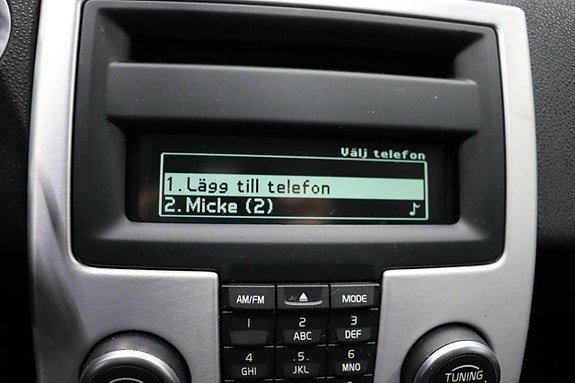 Välj telefon
1. Lägg till telefon
2. Micke (2)
AM/FM
MODE
1
2
ABC
3
DEF
4
GHI
5
JKL
6
MNO
TUNING